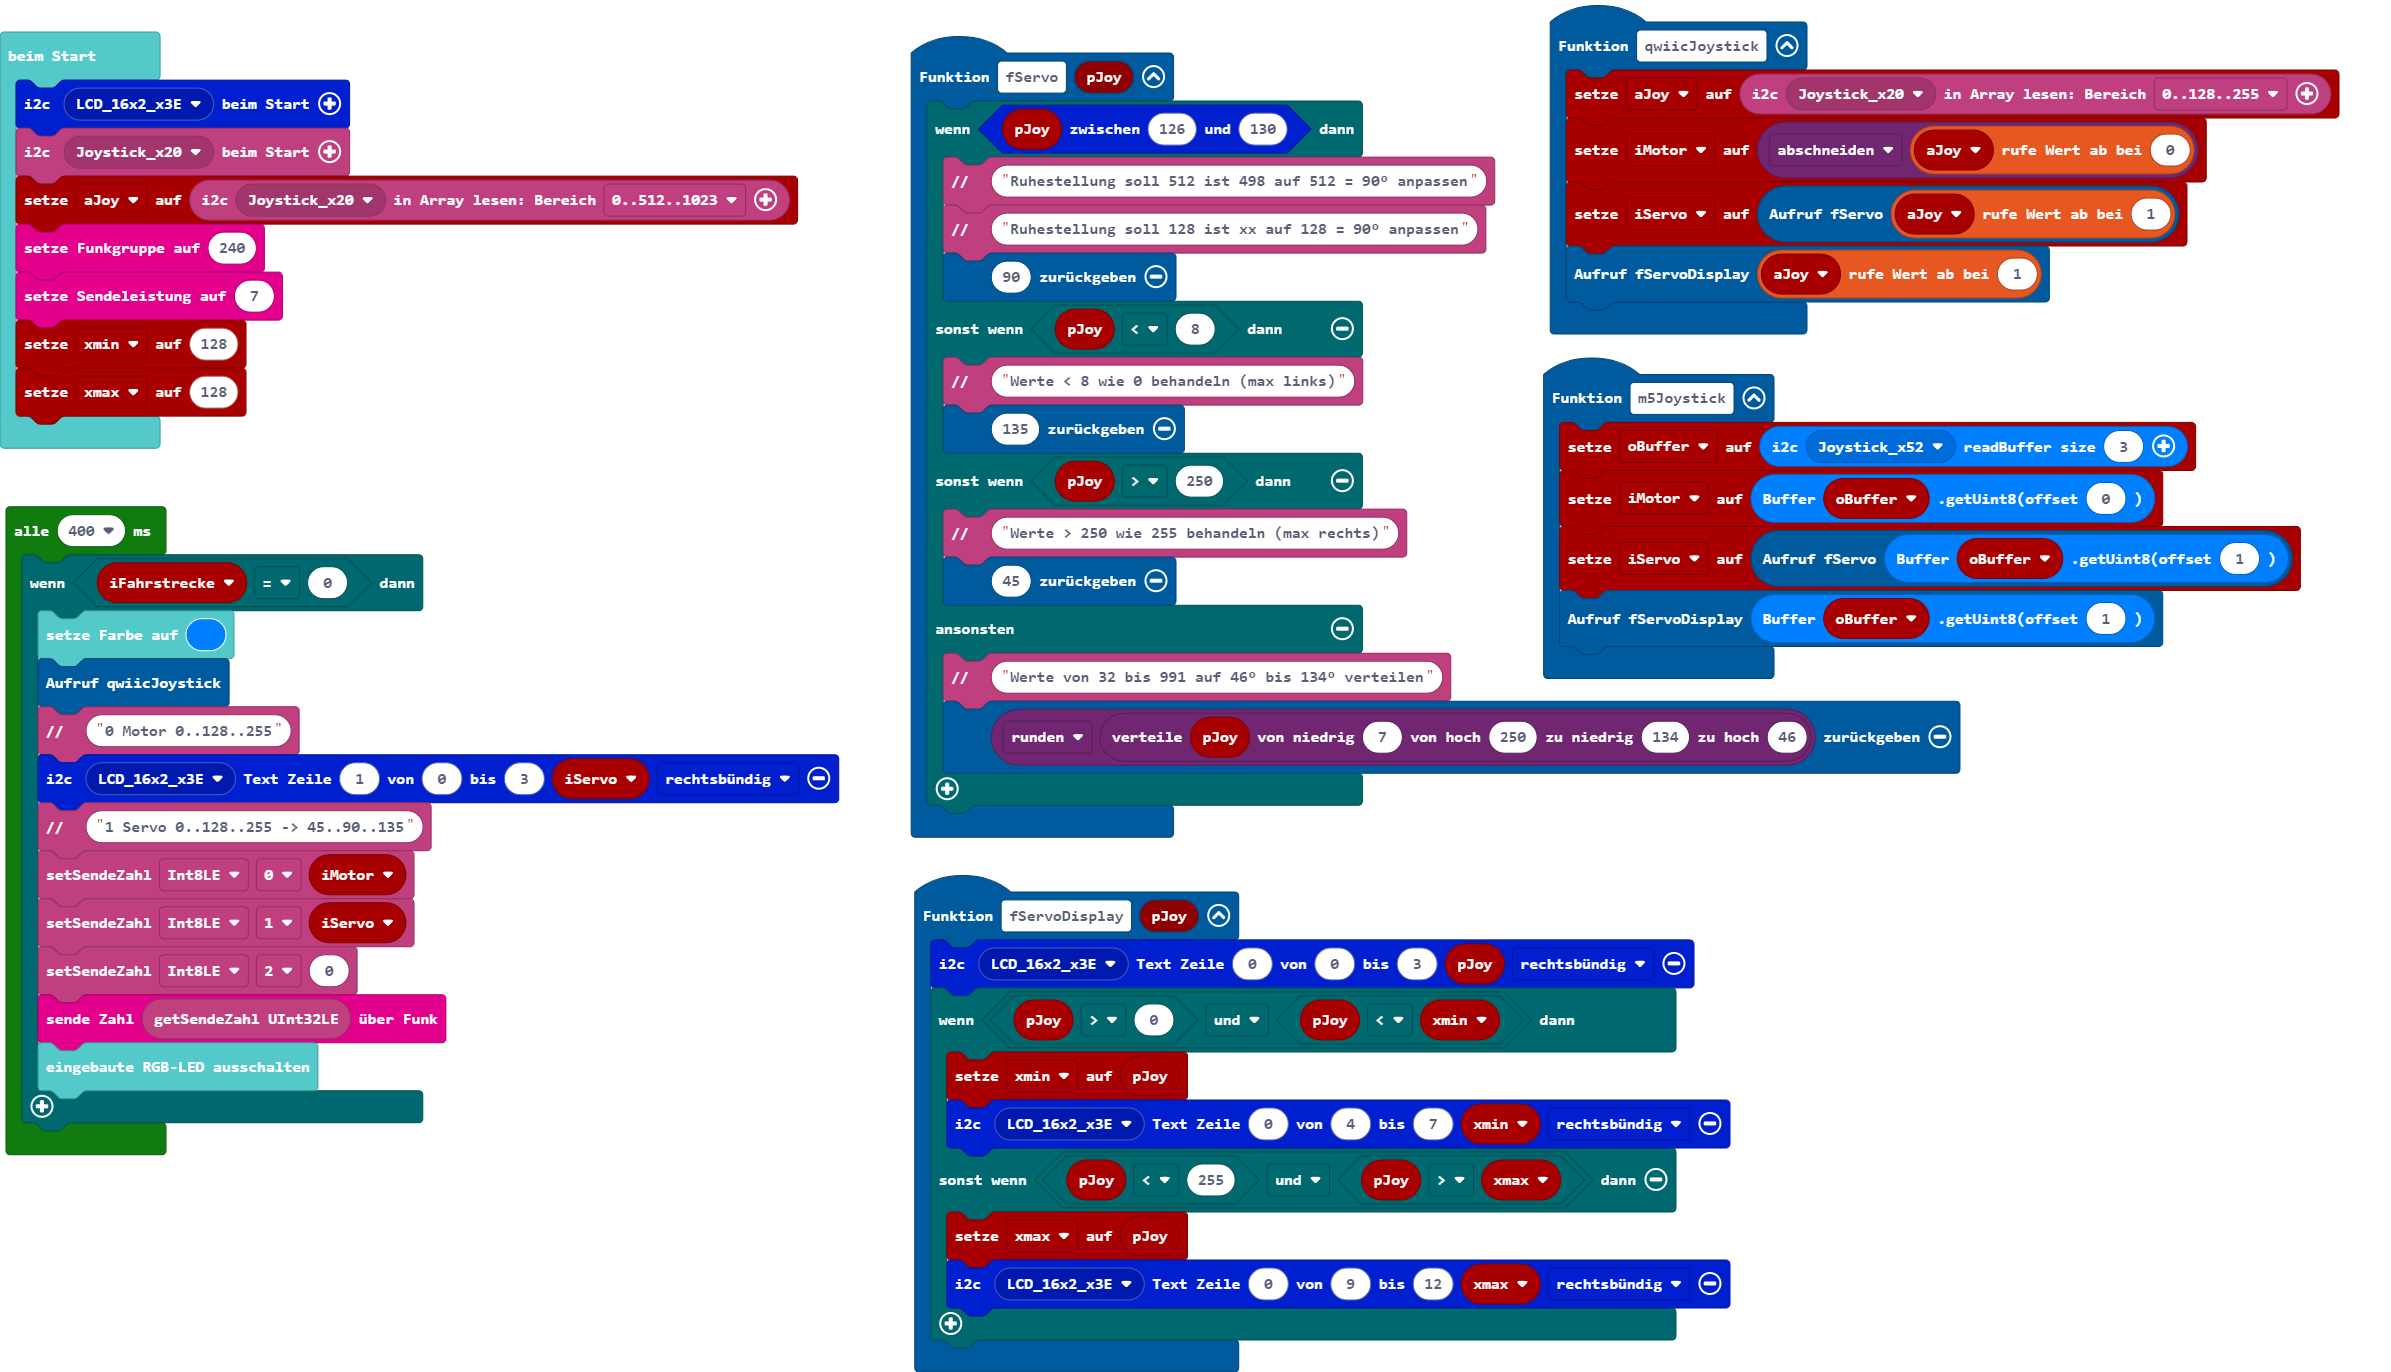 beim Start
i2c LCD_16x2_x3E beim Start
i2c Joystick_x20 beim Start
setze aJoy auf i2c Joystick_x20 in Array lesen: Bereich 0..512..1023
setze Funkgruppe auf 240
setze Sendeleistung auf 7
setze xmin auf 128
setze xmax auf 128
alle 400 ms
wenn iFahrstrecke = 0 dann
setze Farbe auf
Aufruf qwiicJoystick
// "0 Motor 0..128..255"
i2c LCD_16x2_x3E Text Zeile 1 von 0 bis 3 iServo rechtsbündig
// "1 Servo 0..128..255 -> 45..90..135"
setSendeZahl Int8LE 0 iMotor
setSendeZahl Int8LE 1 iServo
setSendeZahl Int8LE 2 0
sende Zahl getSendeZahl UInt32LE über Funk
eingebaute RGB-LED ausschalten
Funktion fServo pJoy
wenn pJoy zwischen 126 und 130 dann
// "Ruhestellung soll 512 ist 498 auf 512 = 90º anpassen"
// "Ruhestellung soll 128 ist xx auf 128 = 90º anpassen"
90 zurückgeben
sonst wenn pJoy < 8 dann
// "Werte < 8 wie 0 behandeln (max links)"
135 zurückgeben
sonst wenn pJoy > 250 dann
// "Werte > 250 wie 255 behandeln (max rechts)"
45 zurückgeben
ansonsten
// "Werte von 32 bis 991 auf 46º bis 134º verteilen"
runden verteile pJoy von niedrig 7 von hoch 250 zu niedrig 134 zu hoch 46 zurückgeben
Funktion fServoDisplay pJoy
i2c LCD_16x2_x3E Text Zeile 0 von 0 bis 3 pJoy rechtsbündig
wenn pJoy > 0 und pJoy < xmin dann
setze xmin auf pJoy
i2c LCD_16x2_x3E Text Zeile 0 von 4 bis 7 xmin rechtsbündig
sonst wenn pJoy < 255 und pJoy > xmax dann
setze xmax auf pJoy
i2c LCD_16x2_x3E Text Zeile 0 von 9 bis 12 xmax rechtsbündig
Funktion qwiicJoystick
setze aJoy auf i2c Joystick_x20 in Array lesen: Bereich 0..128..255
setze iMotor auf abschneiden aJoy rufe Wert ab bei 0
setze iServo auf Aufruf fServo aJoy rufe Wert ab bei 1
Aufruf fServoDisplay aJoy rufe Wert ab bei 1
Funktion m5Joystick
setze oBuffer auf i2c Joystick_x52 readBuffer size 3
setze iMotor auf Buffer oBuffer .getUint8(offset 0 )
setze iServo auf Aufruf fServo Buffer oBuffer .getUint8(offset 1 )
Aufruf fServoDisplay Buffer oBuffer .getUint8(offset 1 )